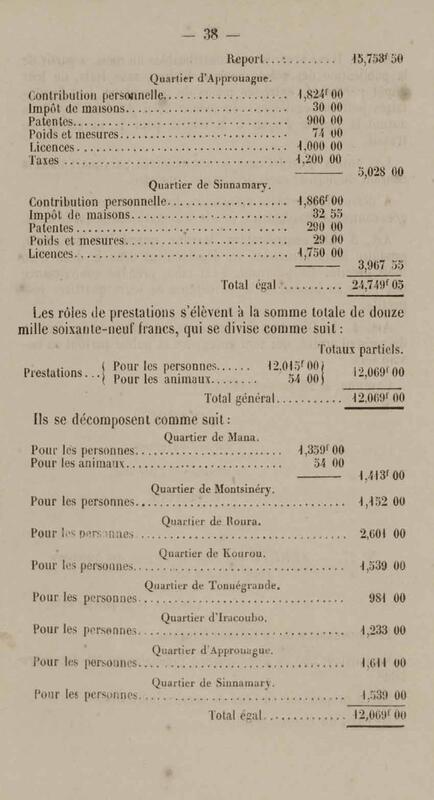 — 38 —
Report...:......... 15,753ᶠ 50
Quartier d'Approuague.
Contribution personnelle........................ 1,824ᶠ 00
Impôt de maisons................................ 30 00
Patentes........................................ 900 00
Poids et mesures................................ 74 00
Licences........................................ 1,000 00
Taxes .......................................... 1,200 00
5,028 00
Quartier de Sinnamary.
Contribution personnelle........................ 1,866ᶠ 00
Impôt de maisons................................ 32 55
Patentes........................................ 290 00
Poids et mesures................................ 29 00
Licences........................................ 1,750 00
3,967 55
Total égal........... 24,749ᶠ 05
Les rôles de prestations s'élèvent à la somme totale de douze
mille soixante-neuf francs, qui se divise comme suit :
Totaux partiels.
Prestations... { Pour les personnes...... 12,015ᶠ 00 } 12,069ᶠ 00
Pour les animaux........ 54 00
Total général........... 12,069ᶠ 00
Ils se décomposent comme suit :
Quartier de Mana.
Pour les personnes.............................. 1,359ᶠ 00
Pour les animaux................................ 54 00
1,413ᶠ 00
Quartier de Montsinéry.
Pour les personnes.............................. 1,152 00
Quartier de Roura.
Pour les personnes.............................. 2,601 00
Quartier de Kourou.
Pour les personnes.............................. 1,539 00
Quartier de Tonnégrande.
Pour les personnes.............................. 981 00
Quartier d'Iracoubo.
Pour les personnes.............................. 1,233 00
Quartier d'Approuague.
Pour les personnes.............................. 1,611 00
Quartier de Sinnamary.
Pour les personnes.............................. 1,539 00
Total égal............... 12,069ᶠ 00